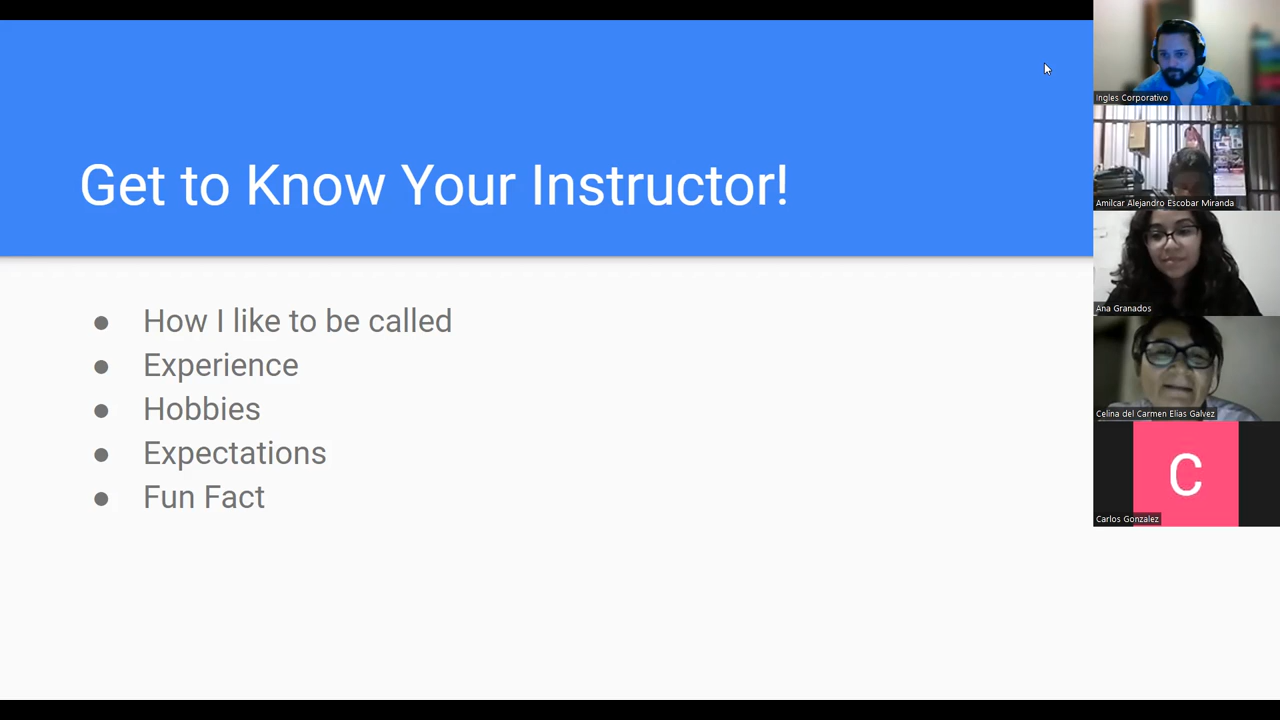 Get to Know Your Instructor!
● How I like to be called
● Experience
● Hobbies
● Expectations
● Fun Fact
Ingles Corporativo
Amilcar Alejandro Escobar Miranda
Ana Granados
Celina del Carmen Elias Galvez
C
Carlos Gonzalez